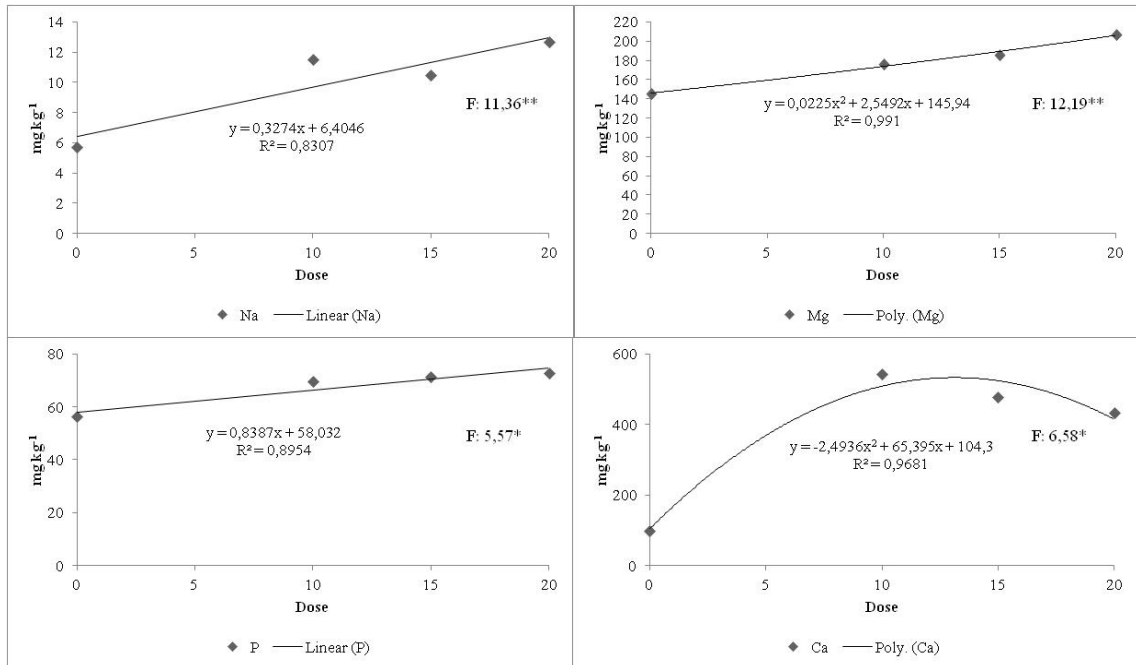 14
12
10
8
6
4
2
0
mg kg-1
F: 11,36**
y = 0,3274x + 6,4046
R² = 0,8307
0 5 10 15 20
Dose
Na Linear (Na)
220
200
180
160
140
120
100
80
60
40
20
0
mg kg-1
y = 0,0225x² + 2,5492x + 145,94
R² = 0,991
F: 12,19**
0 5 10 15 20
Dose
Mg Poly. (Mg)
80
60
40
20
0
mg kg-1
y = 0,8387x + 58,032
R² = 0,8954
F: 5,57*
0 5 10 15 20
Dose
P Linear (P)
600
400
200
0
mg kg-1
F: 6,58*
y = -2,4936x² + 65,395x + 104,3
R² = 0,9681
0 5 10 15 20
Dose
Ca Poly. (Ca)